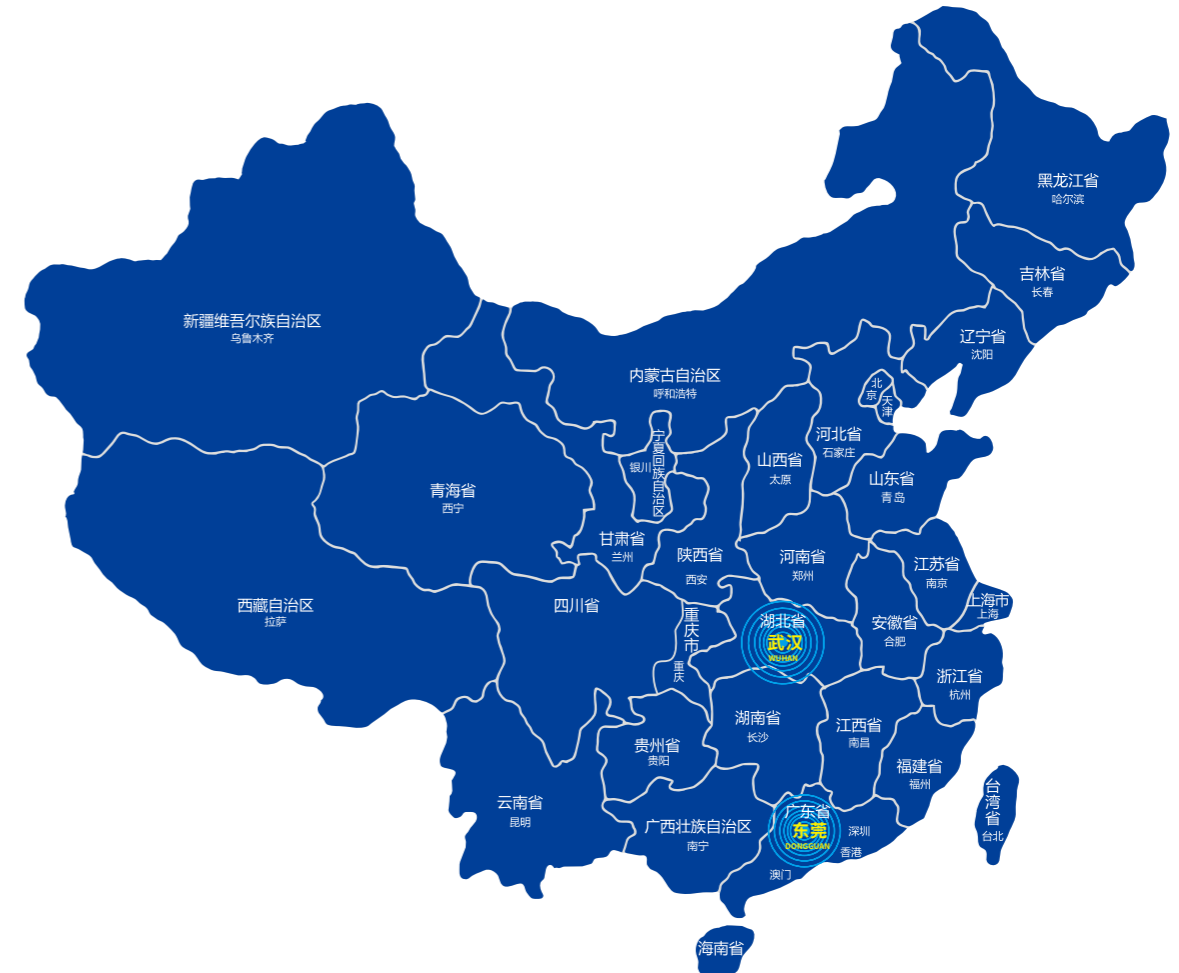 黑龙江省
哈尔滨
吉林省
长春
辽宁省
沈阳
新疆维吾尔族自治区
乌鲁木齐
内蒙古自治区
呼和浩特
北京
天津
河北省
石家庄
宁夏回族自治区
银川
山西省
太原
山东省
青岛
青海省
西宁
甘肃省
兰州
陕西省
西安
河南省
郑州
江苏省
南京
上海市
上海
西藏自治区
拉萨
四川省
重庆市
重庆
湖北省
武汉
WUHAN
安徽省
合肥
浙江省
杭州
湖南省
长沙
江西省
南昌
贵州省
贵阳
福建省
福州
云南省
昆明
广西壮族自治区
南宁
广东省
东莞
DONGGUAN
深圳
香港
澳门
台湾省
台北
海南省